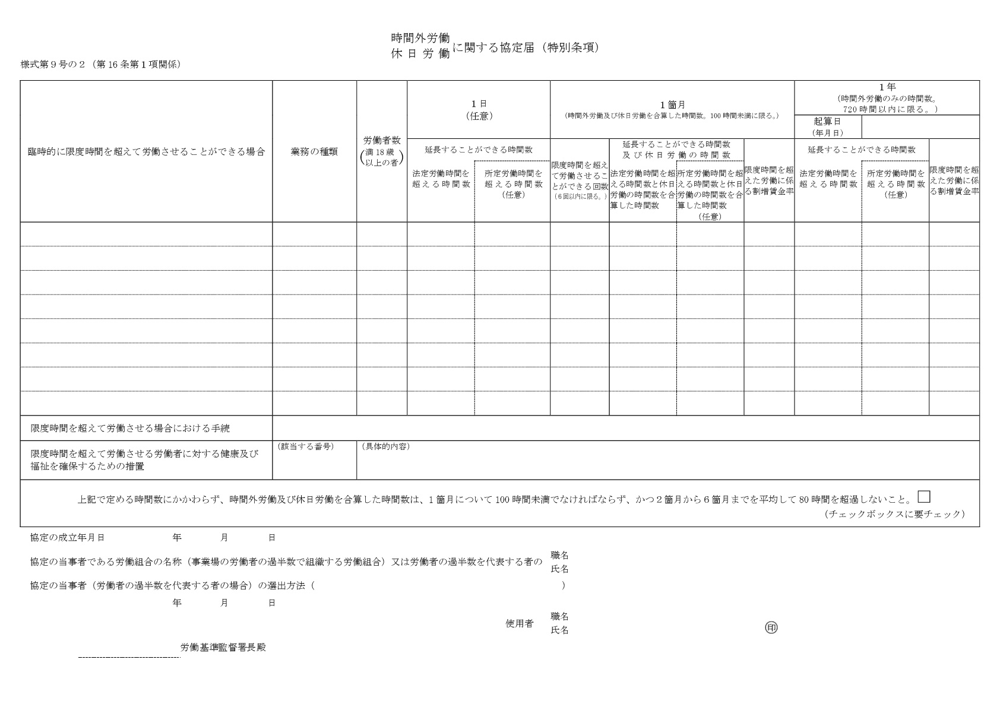 時間外労働
休日労働
に関する協定届（特別条項）
様式第９号の２（第16条第１項関係）
臨時的に限度時間を超えて労働させることができる場合
業務の種類
労働者数
（満18歳
以上の者）
１日
（任意）
延長することができる時間数
法定労働時間を
超える時間数
所定労働時間を
超える時間数
（任意）
１箇月
（時間外労働及び休日労働を合算した時間数。100時間未満に限る。）
限度時間を超え
て労働させるこ
とができる回数
（６回以内に限る。）
延長することができる時間数
及び休日労働の時間数
法定労働時間を超
える時間数と休日
労働の時間数を合
算した時間数
所定労働時間を超
える時間数と休日
労働の時間数を合
算した時間数
（任意）
限度時間を超
えた労働に係
る割増賃金率
１年
（時間外労働のみの時間数。
720時間以内に限る。）
起算日
（年月日）
延長することができる時間数
法定労働時間を
超える時間数
所定労働時間を
超える時間数
（任意）
限度時間を超
えた労働に係
る割増賃金率
限度時間を超えて労働させる場合における手続
限度時間を超えて労働させる労働者に対する健康及び
福祉を確保するための措置
（該当する番号）
（具体的内容）
上記で定める時間数にかかわらず、時間外労働及び休日労働を合算した時間数は、１箇月について100時間未満でなければならず、かつ２箇月から６箇月までを平均して80時間を超過しないこと。□
（チェックボックスに要チェック）
協定の成立年月日　　　年　　　月　　　日
協定の当事者である労働組合の名称（事業場の労働者の過半数で組織する労働組合）又は労働者の過半数を代表する者の
職名
氏名
協定の当事者（労働者の過半数を代表する者の場合）の選出方法（　　　）
年　　　月　　　日
使用者
職名
氏名
㊞
労働基準監督署長殿